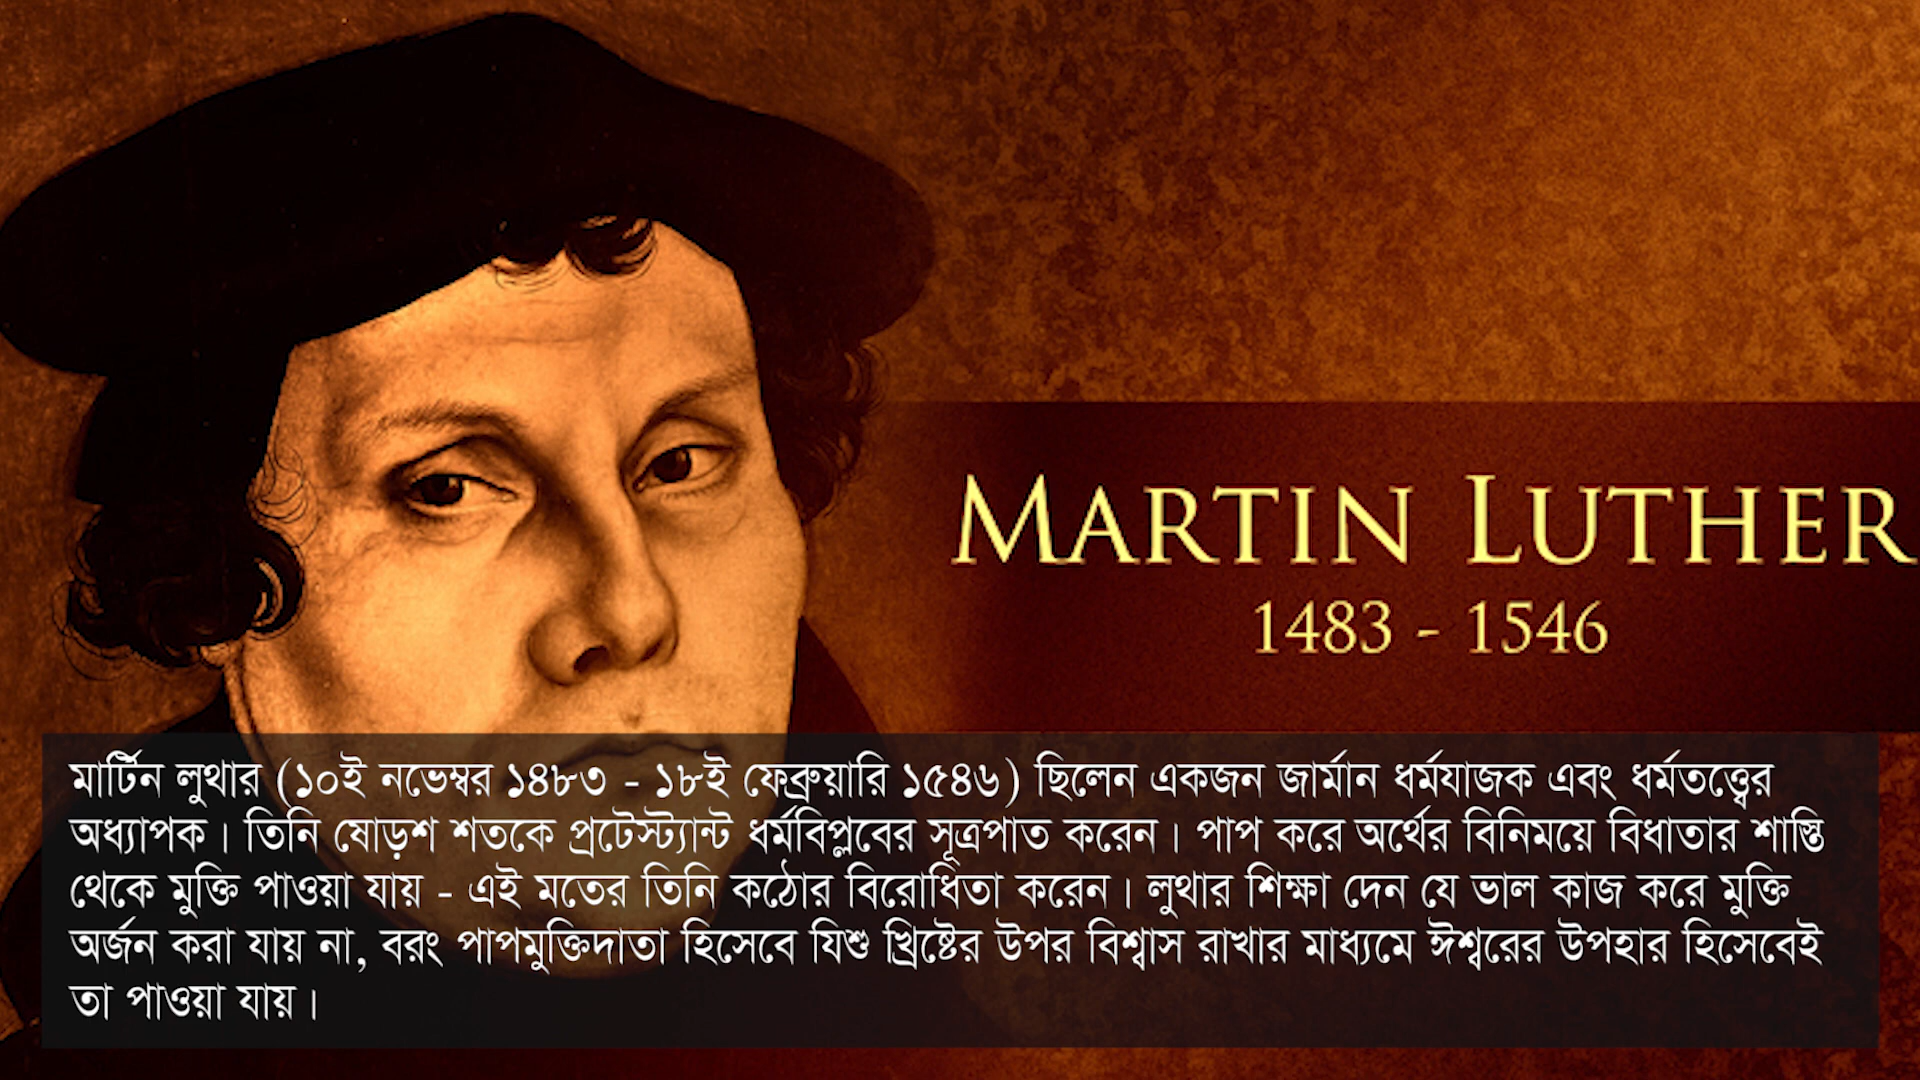 MARTIN LUTHER
1483 - 1546
মার্টিন লুথার (১০ই নভেম্বর ১৪৮৩ - ১৮ই ফেব্রুয়ারি ১৫৪৬) ছিলেন একজন জার্মান ধর্মযাজক এবং ধর্মতত্ত্বের
অধ্যাপক। তিনি ষোড়শ শতকে প্রটেস্ট্যান্ট ধর্মবিপ্লবের সূত্রপাত করেন। পাপ করে অর্থের বিনিময়ে বিধাতার শাস্তি
থেকে মুক্তি পাওয়া যায় - এই মতের তিনি কঠোর বিরোধিতা করেন। লুথার শিক্ষা দেন যে ভাল কাজ করে মুক্তি
অর্জন করা যায় না, বরং পাপমুক্তিদাতা হিসেবে যিশু খ্রিষ্টের উপর বিশ্বাস রাখার মাধ্যমে ঈশ্বরের উপহার হিসেবেই
তা পাওয়া যায়।